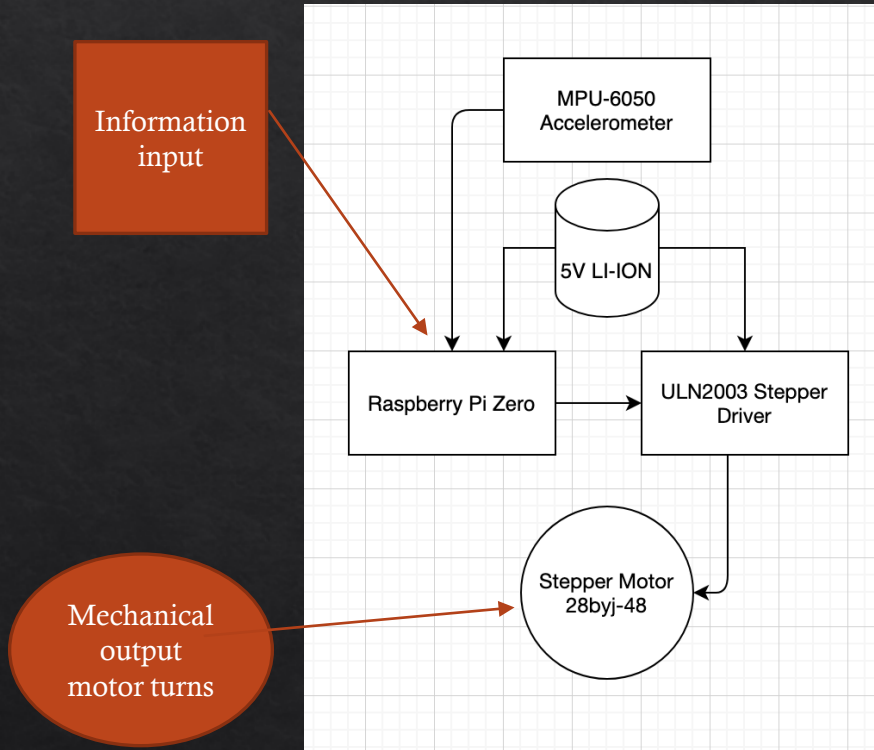 Information
input
MPU-6050
Accelerometer
5V LI-ION
Raspberry Pi Zero
ULN2003 Stepper
Driver
Stepper Motor
28byj-48
Mechanical
output
motor turns